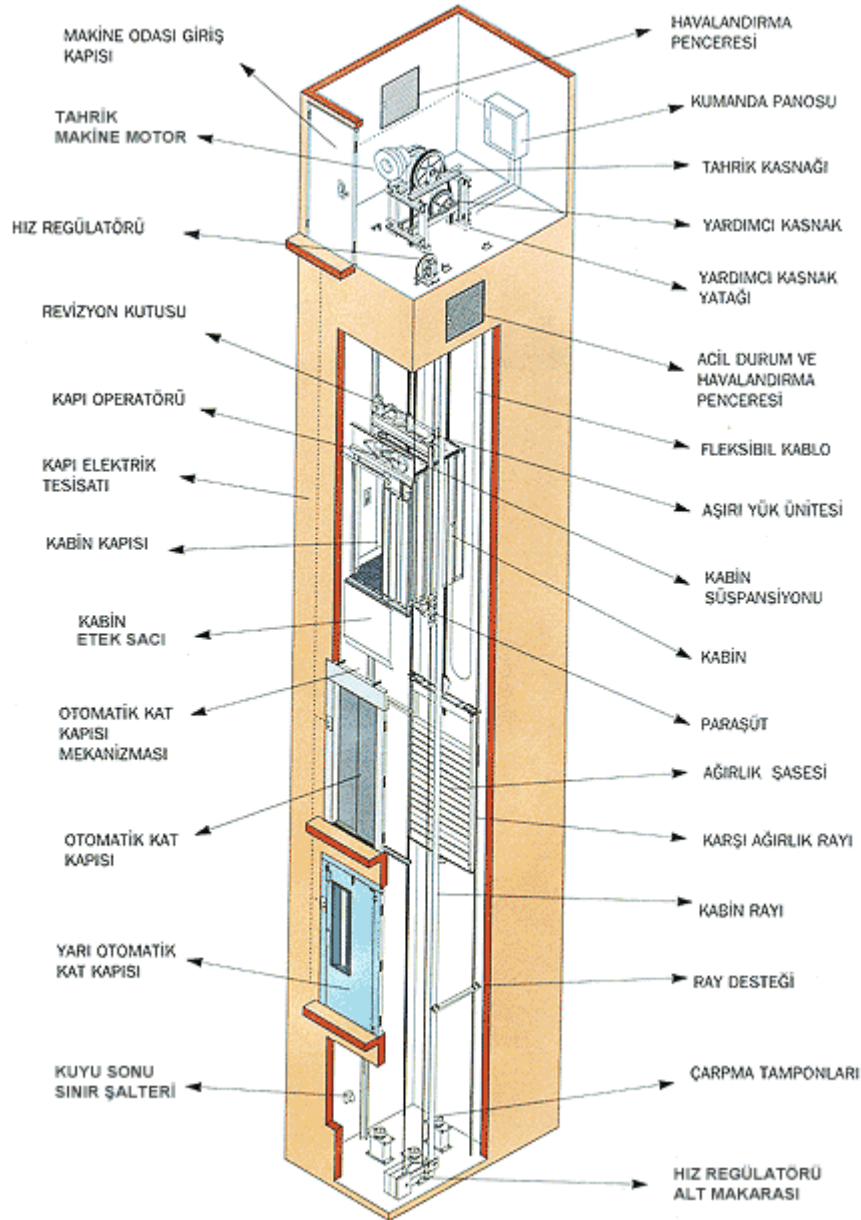 MAKİNE ODASI GİRİŞ
KAPISI
TAHRİK
MAKİNE MOTOR
HIZ REGÜLATÖRÜ
REVİZYON KUTUSU
KAPI OPERATÖRÜ
KAPI ELEKTRİK
TESİSATI
KABİN KAPISI
KABİN
ETEK SACI
OTOMATİK KAT
KAPISI
MEKANİZMASI
OTOMATİK KAT
KAPISI
YARI OTOMATİK
KAT KAPISI
KUYU SONU
SINIR ŞALTERİ
HAVALANDIRMA
PENCERESİ
KUMANDA PANOSU
TAHRİK KASNAĞI
YARDIMCI KASNAK
YARDIMCI KASNAK
YATAĞI
ACİL DURUM VE
HAVALANDIRMA
PENCERESİ
FLEKSİBIL KABLO
AŞIRI YÜK ÜNİTESİ
KABİN
SÜSPANSİYONU
KABİN
PARAŞÜT
AĞIRLIK ŞASESİ
KARŞI AĞIRLIK RAYI
KABİN RAYI
RAY DESTEĞİ
ÇARPMA TAMPONLARI
HIZ REGÜLATÖRÜ
ALT MAKARASI